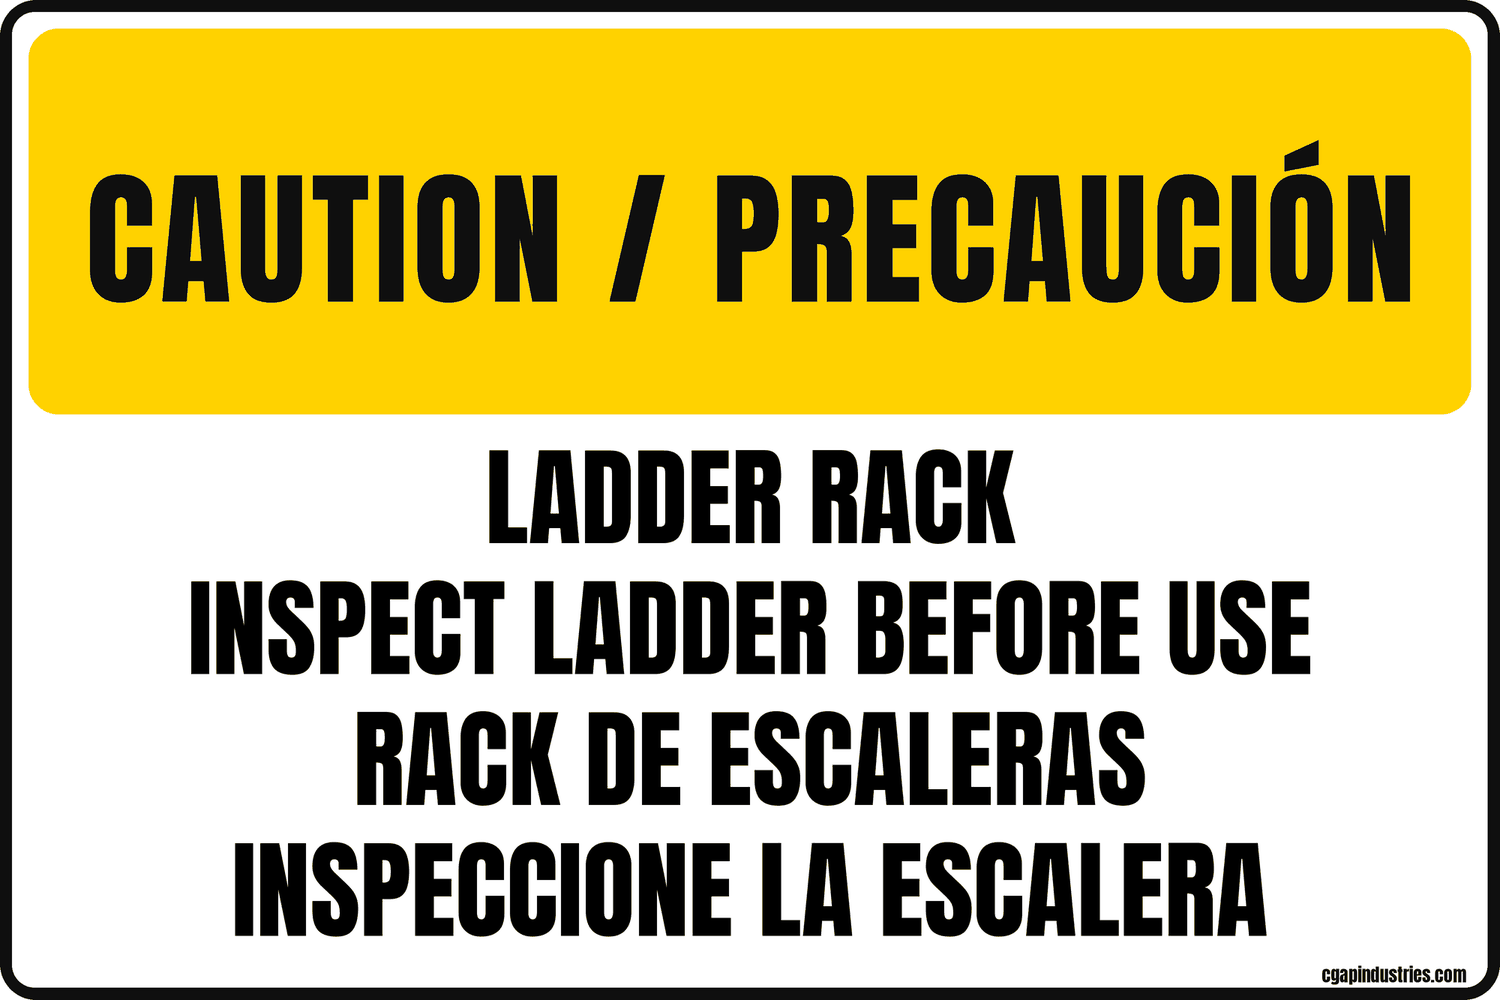 CAUTION / PRECAUCIÓN
LADDER RACK
INSPECT LADDER BEFORE USE
RACK DE ESCALERAS
INSPECCIONE LA ESCALERA
cgapindustries.com